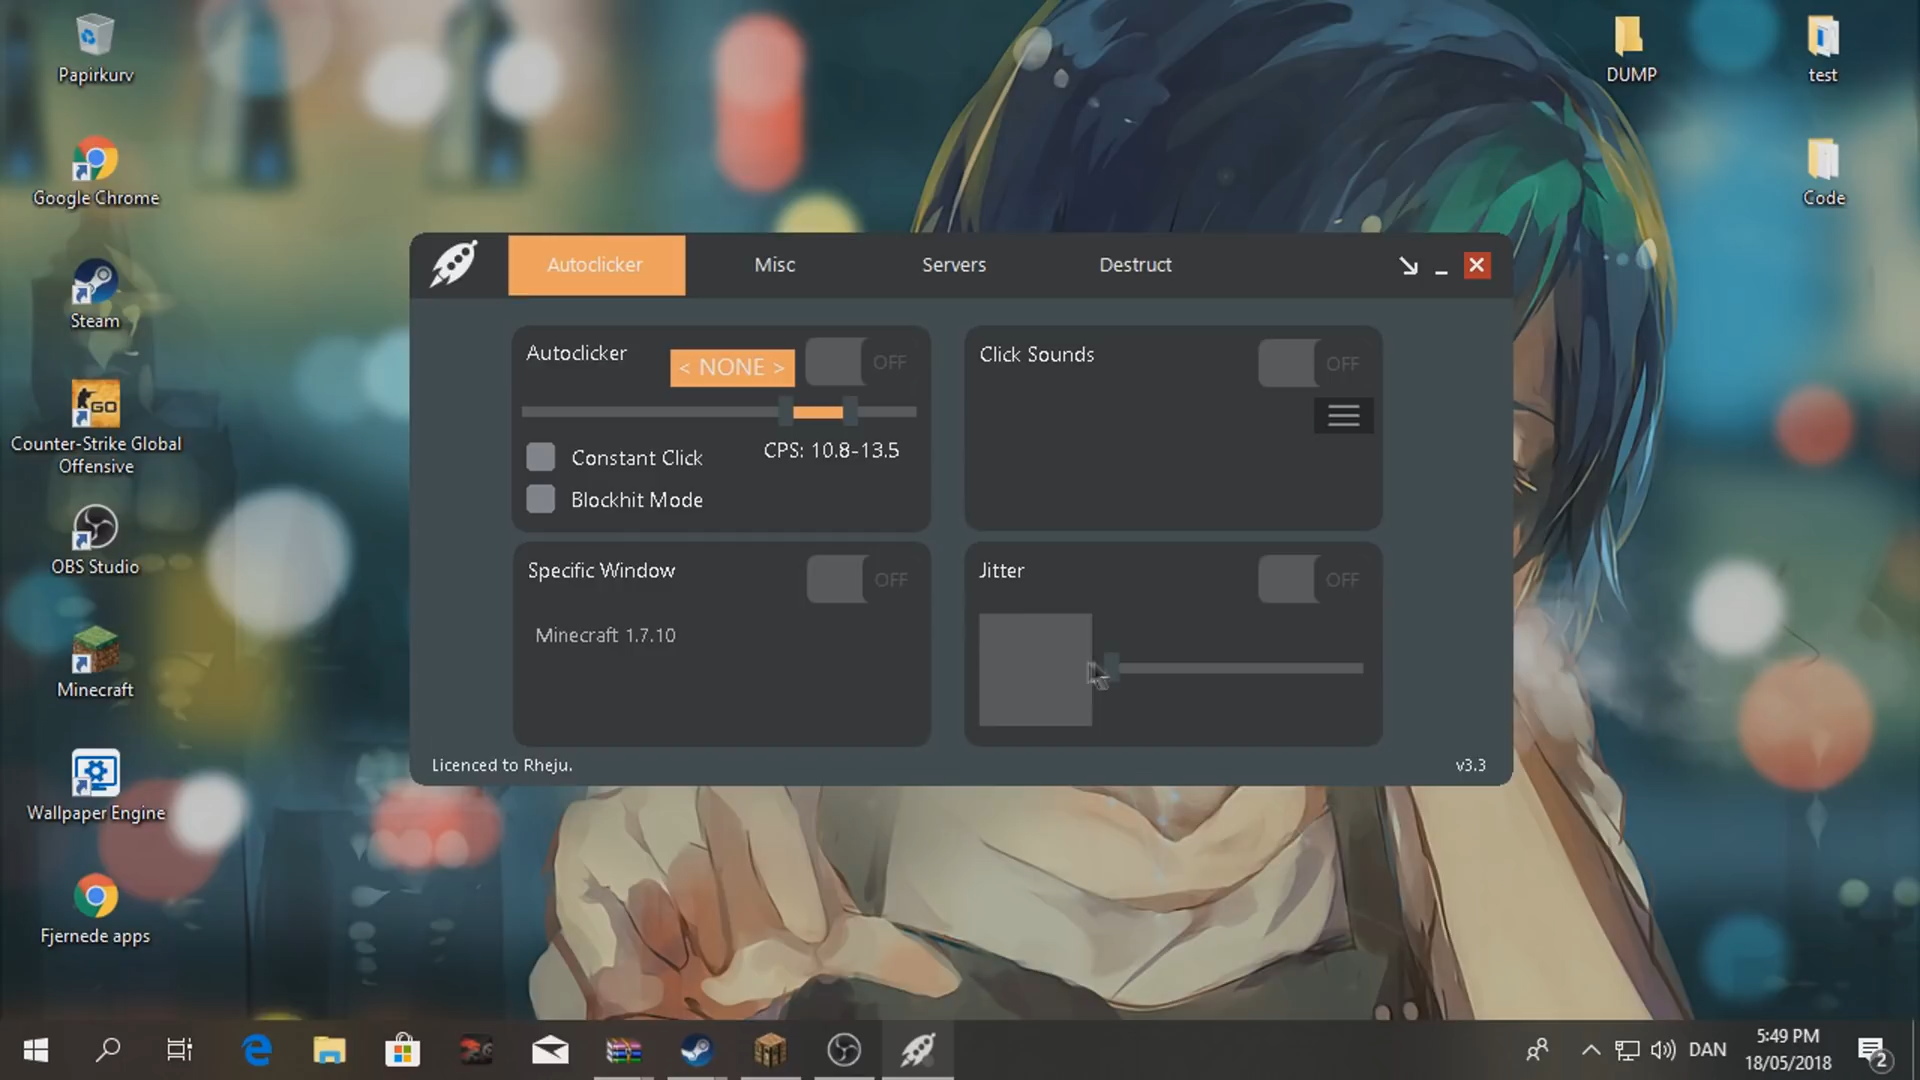 Papirkurv
Google Chrome
Steam
GO
Counter-Strike Global
Offensive
OBS Studio
Minecraft
Wallpaper Engine
Fjernede apps
DUMP
test
Code
Autoclicker
Misc
Servers
Destruct
Autoclicker
< NONE >
OFF
CPS: 10.8-13.5
Constant Click
Blockhit Mode
Click Sounds
OFF
Specific Window
OFF
Minecraft 1.7.10
Jitter
OFF
Licenced to Rheju.
v3.3
DAN
5:49 PM
18/05/2018
2